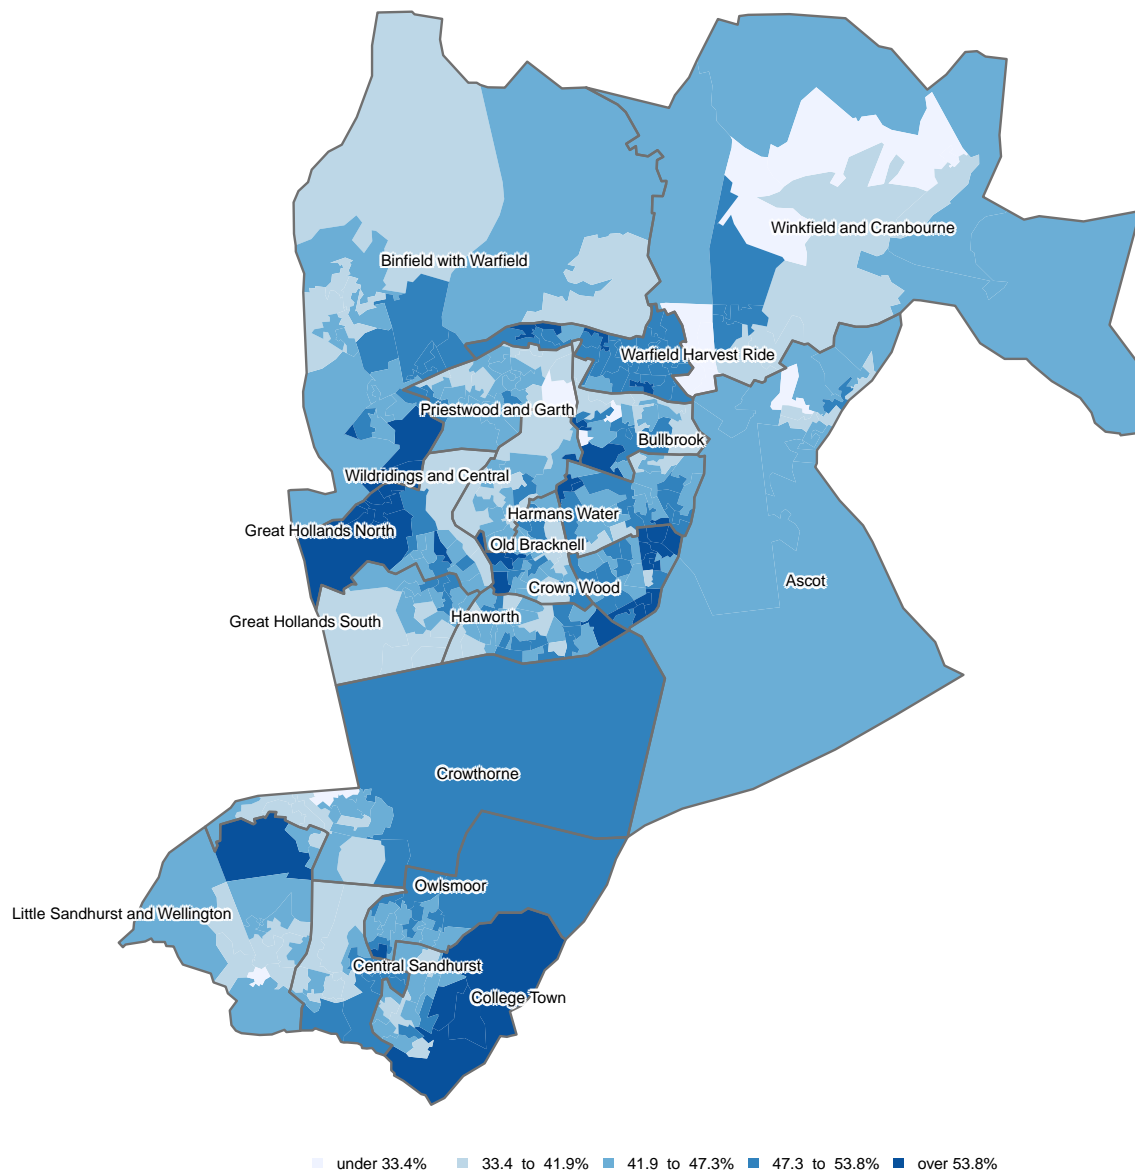 Winkfield and Cranbourne
Binfield with Warfield
Warfield Harvest Ride
Priestwood and Garth
Bullbrook
Wildridings and Central
Harmans Water
Great Hollands North
Old Bracknell
Ascot
Crown Wood
Hanworth
Great Hollands South
Crowthorne
Owlsmoor
Little Sandhurst and Wellington
Central Sandhurst
College Town
under 33.4% 33.4 to 41.9% 41.9 to 47.3% 47.3 to 53.8% over 53.8%